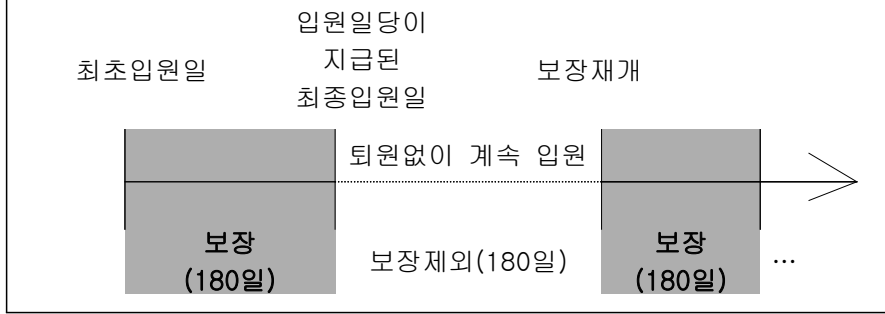 최초입원일
입원일당이
지급된
최종입원일
보장재개
퇴원없이 계속 입원
보장
(180일)
보장제외(180일)
보장
(180일)
…